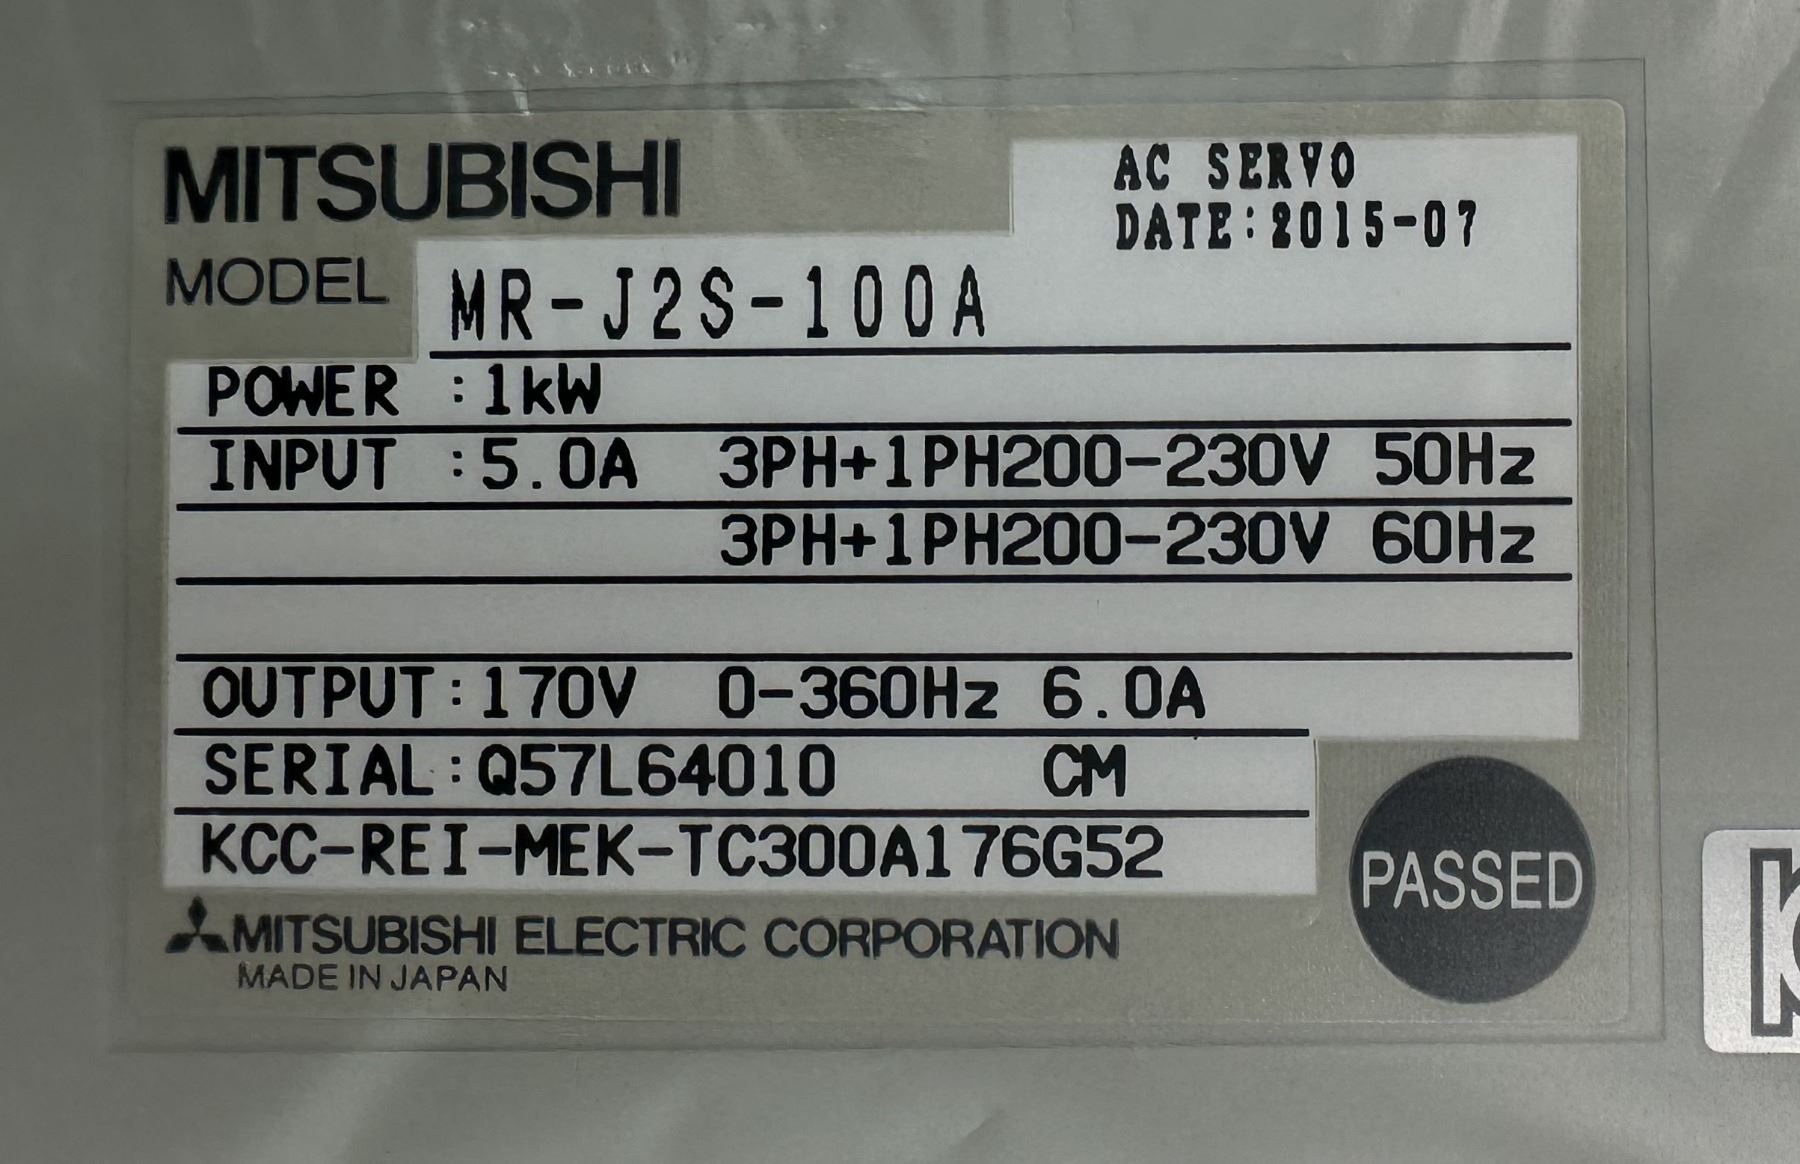 MITSUBISHI
AC SERVO
DATE:2015-07
MODEL MR-J2S-100A
POWER :1kW
INPUT :5.0A 3PH+1PH200-230V 50Hz
3PH+1PH200-230V 60Hz
OUTPUT:170V 0-360Hz 6.0A
SERIAL:Q57L64010 CM
KCC-REI-MEK-TC300A176G52
PASSED
MITSUBISHI ELECTRIC CORPORATION
MADE IN JAPAN